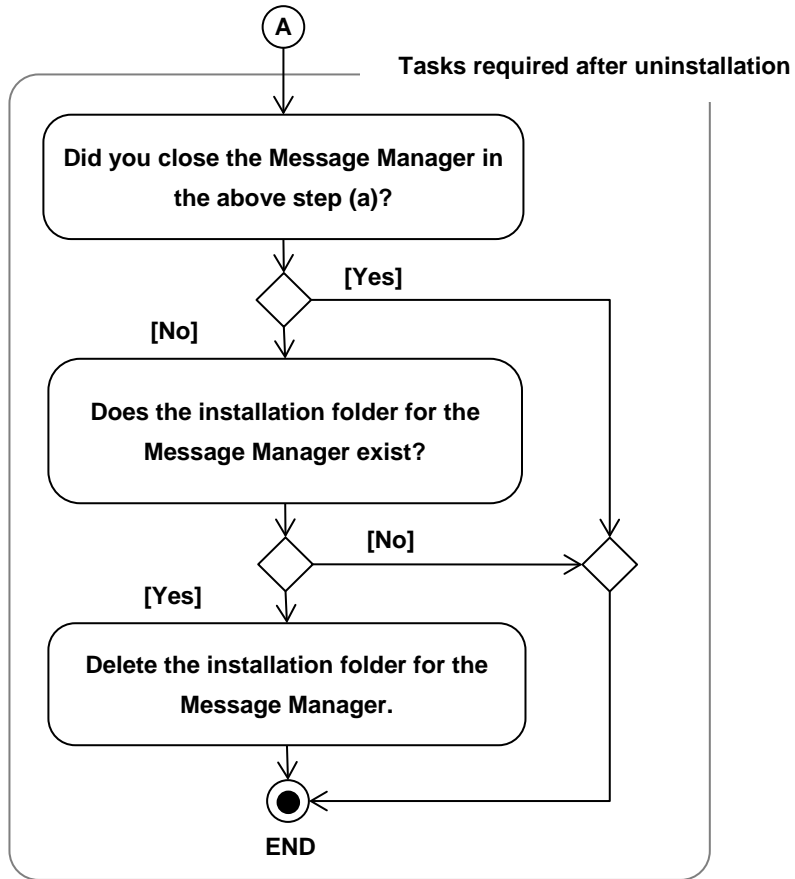 A
Tasks required after uninstallation
Did you close the Message Manager in
the above step (a)?
[Yes]
[No]
Does the installation folder for the
Message Manager exist?
[No]
[Yes]
Delete the installation folder for the
Message Manager.
END